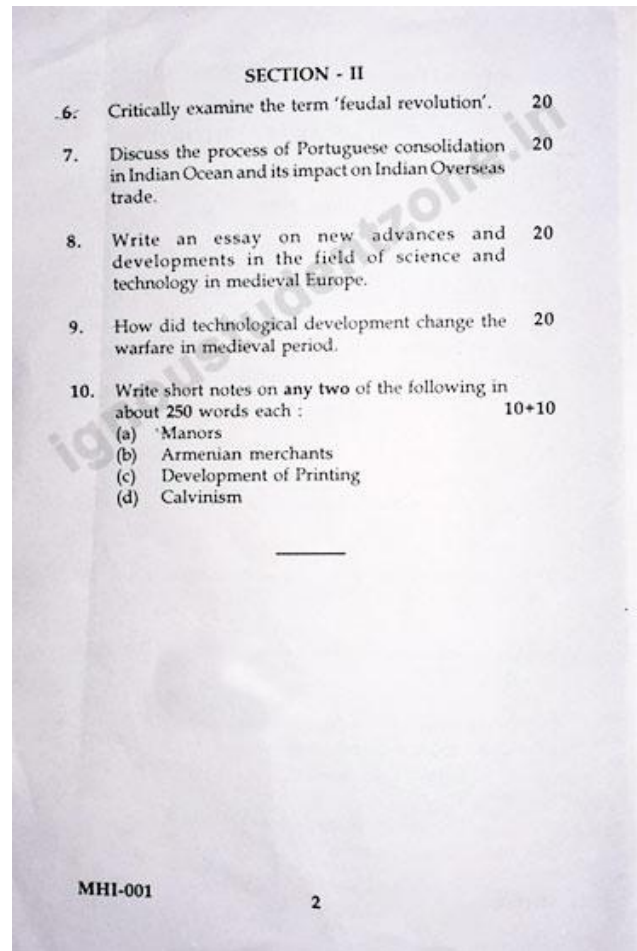 SECTION - II
6. Critically examine the term 'feudal revolution'. 20
7. Discuss the process of Portuguese consolidation 20
in Indian Ocean and its impact on Indian Overseas
trade.
8. Write an essay on new advances and 20
developments in the field of science and
technology in medieval Europe.
9. How did technological development change the 20
warfare in medieval period.
10. Write short notes on any two of the following in
about 250 words each : 10+10
(a) Manors
(b) Armenian merchants
(c) Development of Printing
(d) Calvinism
MHI-001
2
ignoustudentzone.in